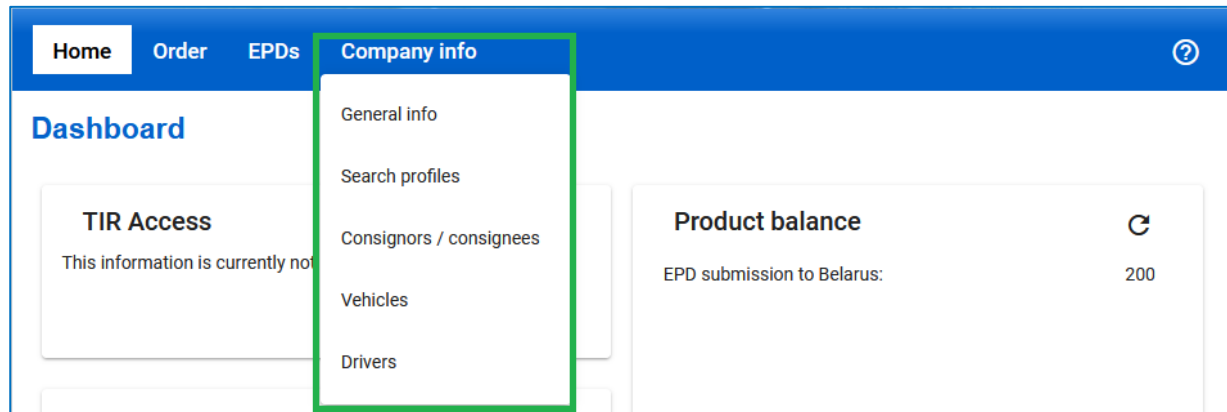 Home Order EPDs Company info
General info
Search profiles
Consignors / consignees
Vehicles
Drivers
Dashboard
TIR Access
This information is currently not
Product balance
EPD submission to Belarus: 200